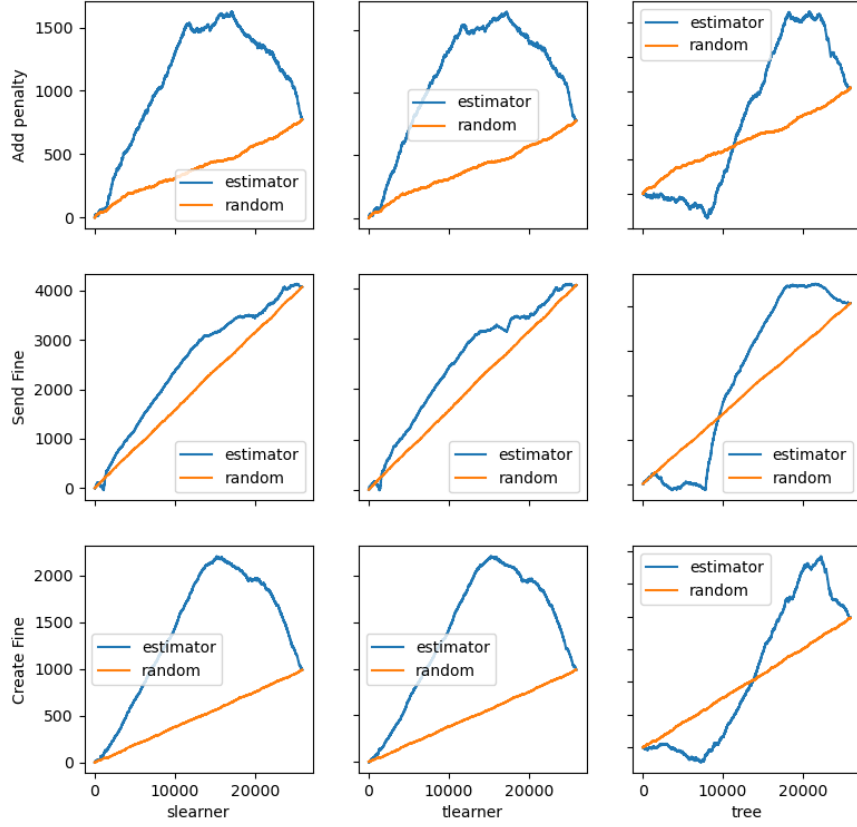 1500
1000
500
0
Add penalty
estimator
random
estimator
random
estimator
random
4000
3000
2000
1000
0
Send Fine
estimator
random
estimator
random
estimator
random
2000
1500
1000
500
0
Create Fine
estimator
random
estimator
random
estimator
random
0 10000 20000
0 10000 20000
0 10000 20000
slearner
tlearner
tree